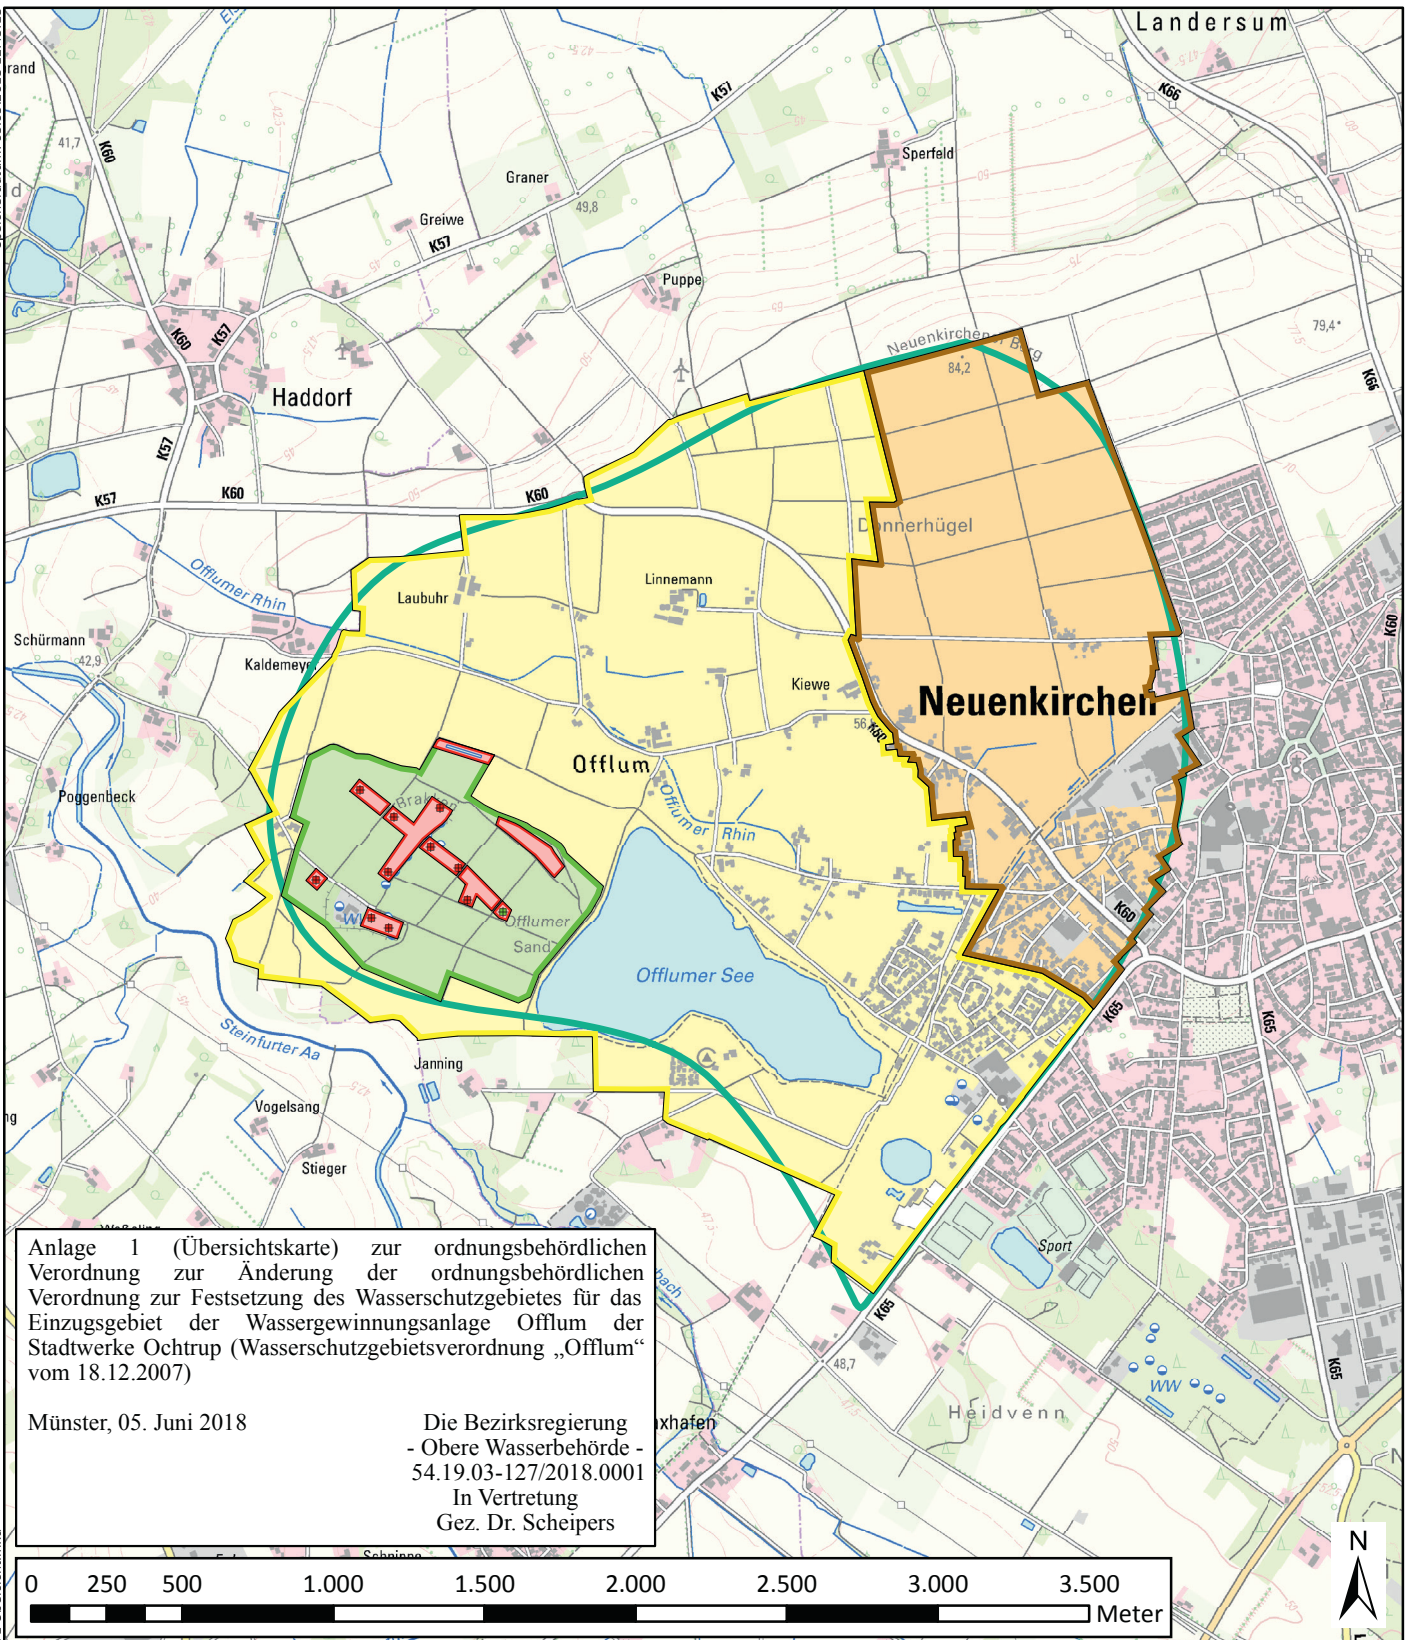 Landersum
K66
K57
41,7
K60
Sperfeld
Graner
49,8
Greiwe
K57
Puppe
79,4
Neuenkirchener Berg
84,2
K60
K57
K66
Haddorf
K57
K57
K60
K60
Donnerhügel
Offlumer Rhin
Laubuhr
Linnemann
Schürmann
42,9
Kaldemeyer
K60
Kiewe
Neuenkirchen
K60
Offlum
Poggenbeck
Offlumer Rhin
Offlumer
Sand
K60
Offlumer See
K65
K65
Steinfurter Aa
Janning
Vogelsang
Stieger
Sport
K65
48,7
K65
WW
Heidvenn
Anlage 1 (Übersichtskarte) zur ordnungsbehördlichen
Verordnung zur Änderung der ordnungsbehördlichen
Verordnung zur Festsetzung des Wasserschutzgebietes für das
Einzugsgebiet der Wassergewinnungsanlage Offlum der
Stadtwerke Ochtrup (Wasserschutzgebietsverordnung „Offlum“
vom 18.12.2007)
Münster, 05. Juni 2018
Die Bezirksregierung
- Obere Wasserbehörde -
54.19.03-127/2018.0001
In Vertretung
Gez. Dr. Scheipers
N
0 250 500 1.000 1.500 2.000 2.500 3.000 3.500
Meter